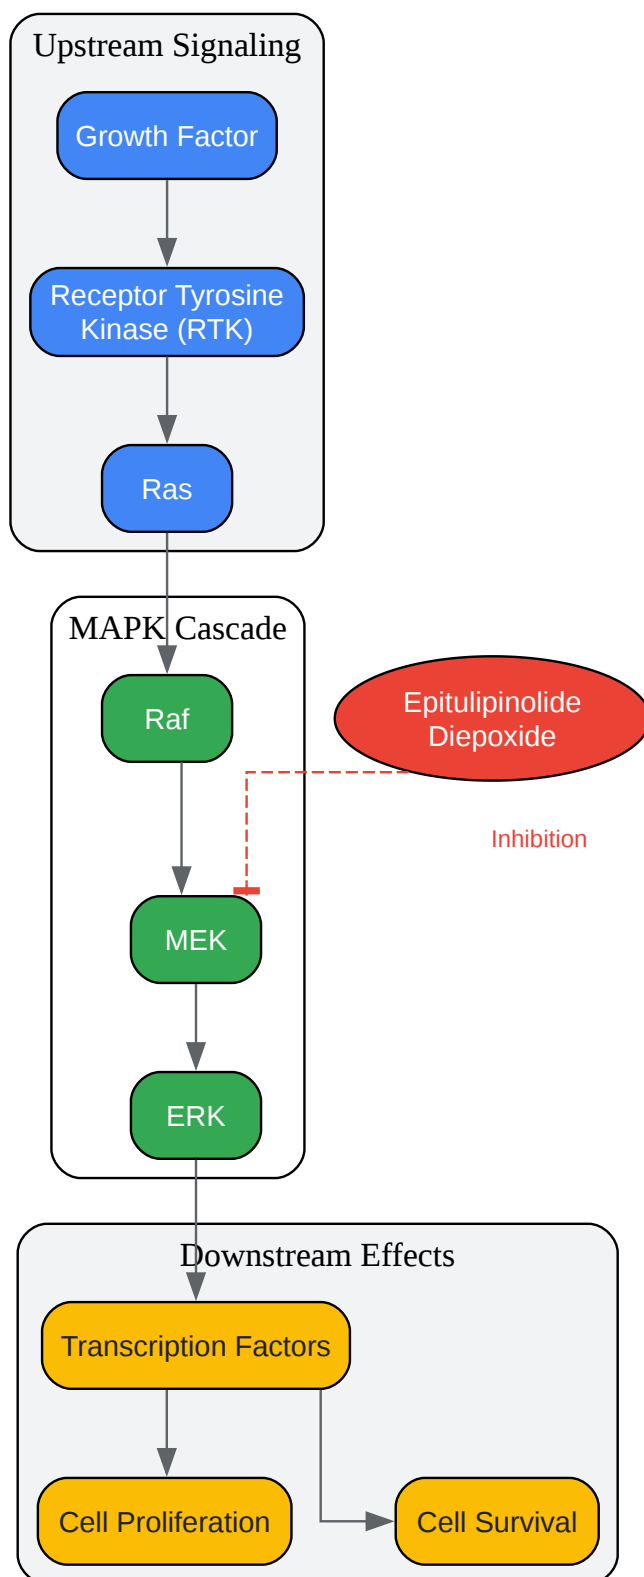 Upstream Signaling
Growth Factor
Receptor Tyrosine
Kinase (RTK)
Ras
MAPK Cascade
Raf
Epitulipinolide
Diepoxide
Inhibition
MEK
ERK
Downstream Effects
Transcription Factors
Cell Proliferation
Cell Survival